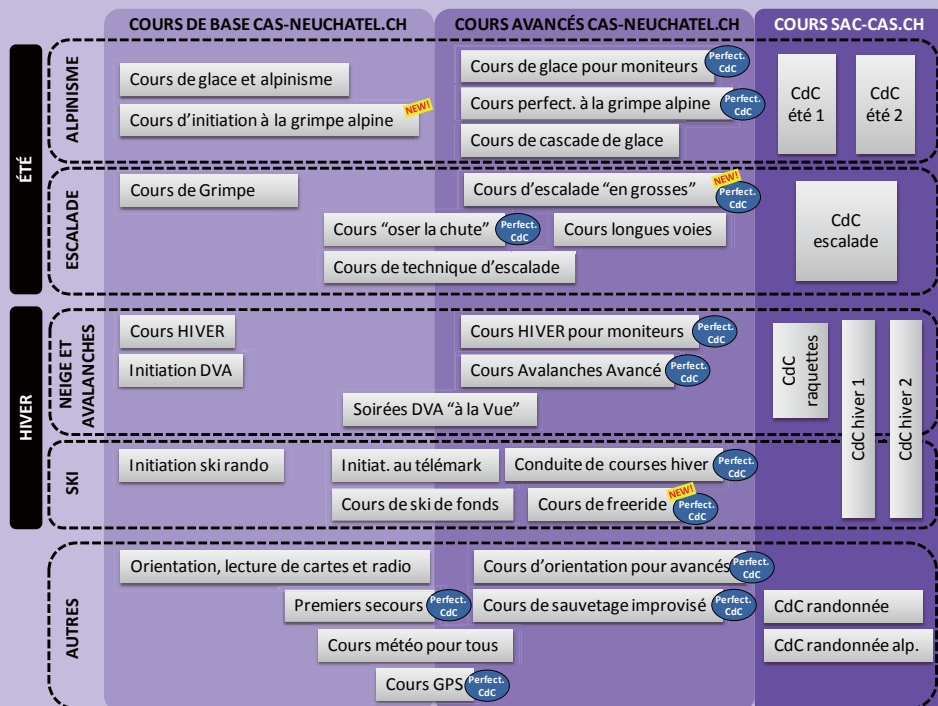 COURS DE BASE CAS-NEUCHATEL.CH
COURS AVANCÉS CAS-NEUCHATEL.CH
COURS SAC-CAS.CH
ÉTÉ
ALPINISME
Cours de glace et alpinisme
Cours d'initiation à la grimpe alpine
NEW!
Cours de glace pour moniteurs
Perfect.
CdC
Cours perfect. à la grimpe alpine
Perfect.
CdC
Cours de cascade de glace
CdC
été 1
CdC
été 2
ESCALADE
Cours de Grimpe
Cours d'escalade "en grosses"
NEW!
Perfect.
CdC
Cours "oser la chute"
Perfect.
CdC
Cours longues voies
Cours de technique d'escalade
CdC
escalade
HIVER
NEIGE ET
AVALANCHES
Cours HIVER
Initiation DVA
Cours HIVER pour moniteurs
Perfect.
CdC
Cours Avalanches Avancé
Perfect.
CdC
Soirées DVA "à la Vue"
CdC
raquettes
CdC hiver 1
CdC hiver 2
SKI
Initiation ski rando
Initiat. au télémark
Conduite de courses hiver
Perfect.
CdC
Cours de ski de fonds
Cours de freeride
NEW!
Perfect.
CdC
AUTRES
Orientation, lecture de cartes et radio
Cours d'orientation pour avancés
Perfect.
CdC
Premiers secours
Perfect.
CdC
Cours de sauvetage improvisé
Perfect.
CdC
CdC randonnée
Cours météo pour tous
CdC randonnée alp.
Cours GPS
Perfect.
CdC